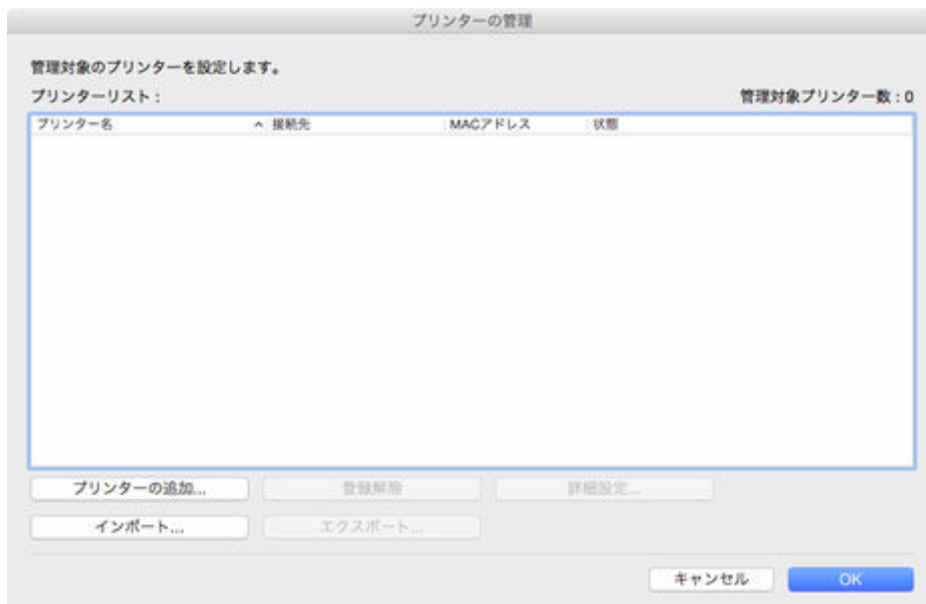 プリンターの管理
管理対象のプリンターを設定します。
プリンターリスト：
管理対象プリンター数：0
プリンター名 接続先 MACアドレス 状態
プリンターの追加... 登録解除 詳細設定...
インポート... エクスポート...
キャンセル OK